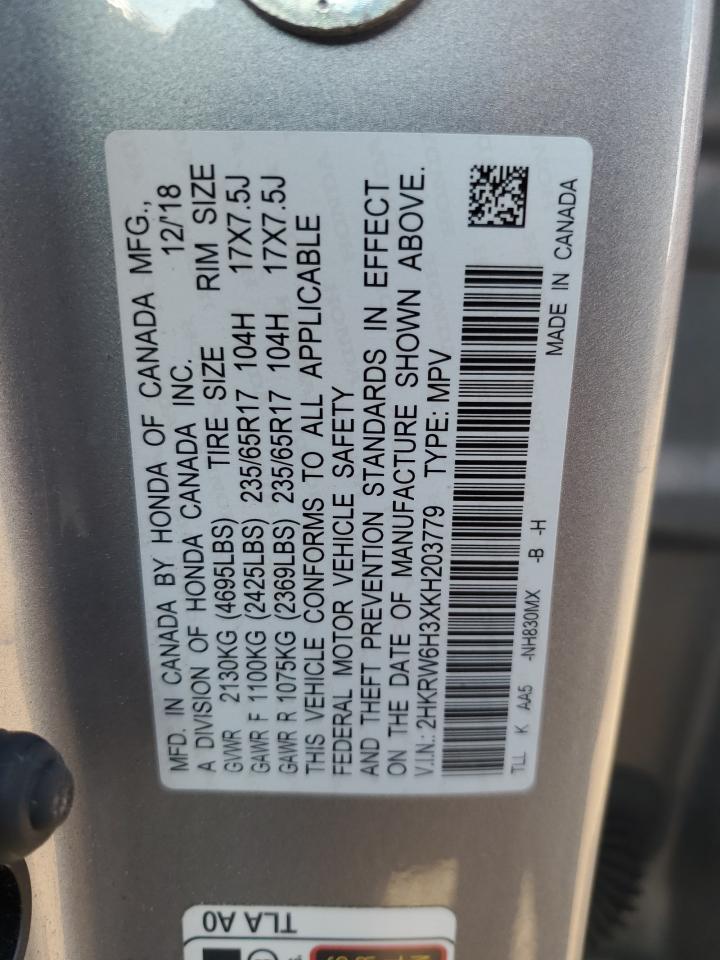 MFD. IN CANADA BY HONDA OF CANADA MFG.,
A DIVISION OF HONDA CANADA INC. 12/'18
GVWR 2130KG (4695LBS) TIRE SIZE RIM SIZE
GAWR F 1100KG (2425LBS) 235/65R17 104H 17X7.5J
GAWR R 1075KG (2369LBS) 235/65R17 104H 17X7.5J
THIS VEHICLE CONFORMS TO ALL APPLICABLE
FEDERAL MOTOR VEHICLE SAFETY
AND THEFT PREVENTION STANDARDS IN EFFECT
ON THE DATE OF MANUFACTURE SHOWN ABOVE.
V.I.N.: 2HKRW6H3XKH203779 TYPE: MPV
TLL K AA5 -NH830MX -B -H
MADE IN CANADA
TLA A0